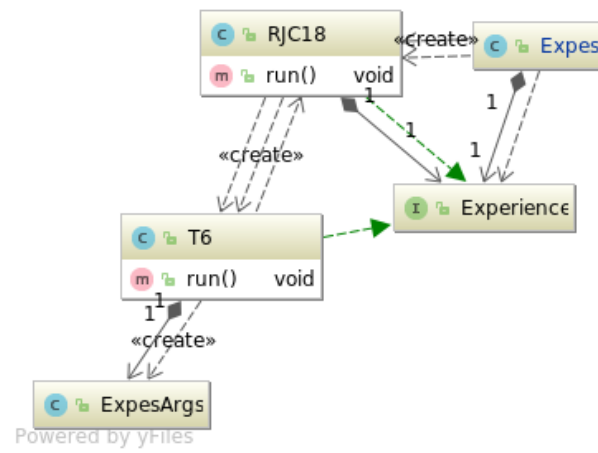 C RJC18
m run() void
«create»
C Expes
1
1
1
1
«create»
I Experience
C T6
m run() void
1
1
«create»
C ExpesArgs
Powered by yFiles